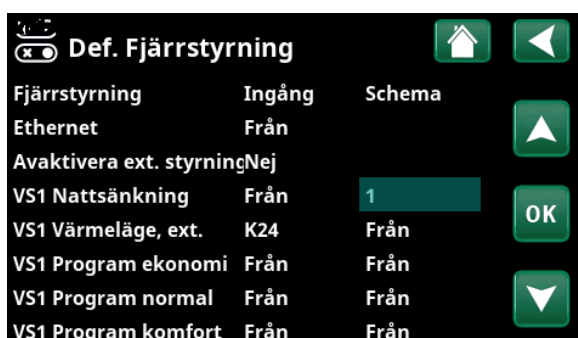 Def. Fjärrstyrning
Fjärrstyrning Ingång Schema
Ethernet Från
Avaktivera ext. styrning Nej
VS1 Nattsänkning Från 1
OK
VS1 Värmeläge, ext. K24 Från
VS1 Program ekonomi Från Från
VS1 Program normal Från Från
VS1 Program komfort Från Från